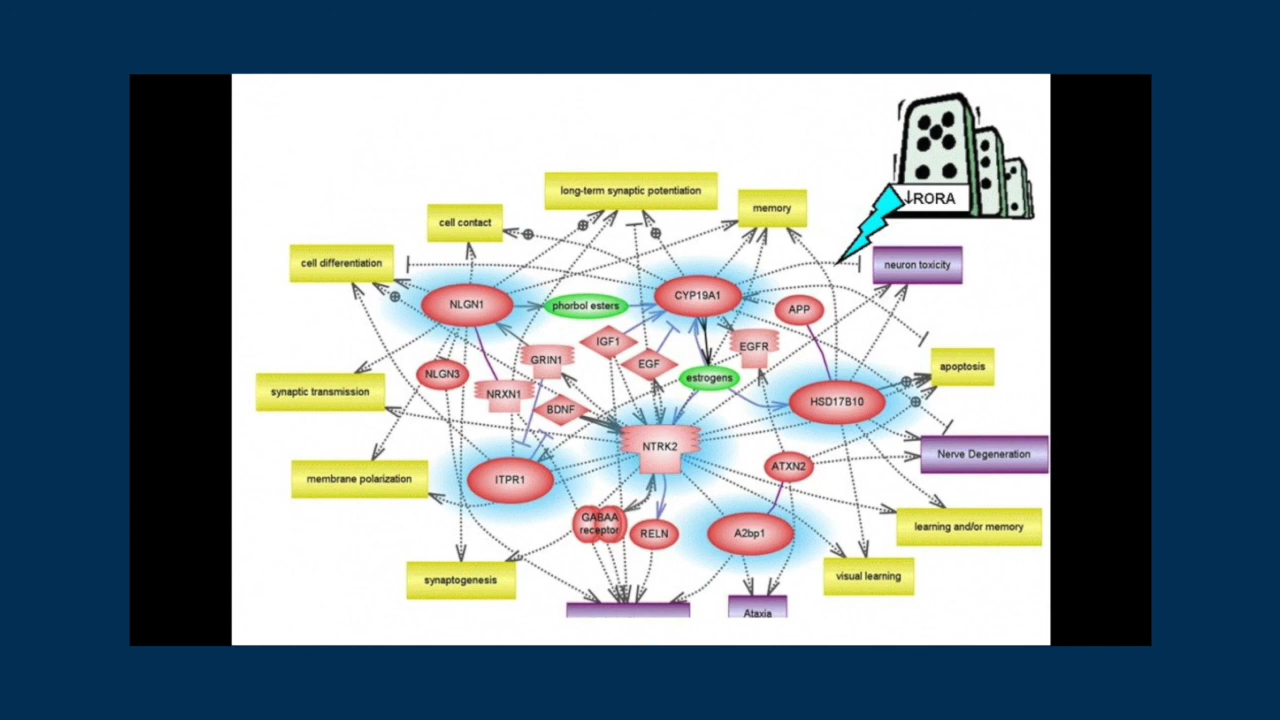 long-term synaptic potentiation
memory
↓RORA
cell contact
cell differentiation
neuron toxicity
NLGN1
phorbol esters
CYP19A1
APP
IGF1
EGFR
GRIN1
EGF
apoptosis
NLGN3
estrogens
synaptic transmission
NRXN1
HSD17B10
BDNF
NTRK2
Nerve Degeneration
ATXN2
membrane polarization
ITPR1
GABAA
receptor
RELN
A2bp1
learning and/or memory
synaptogenesis
visual learning
Ataxia